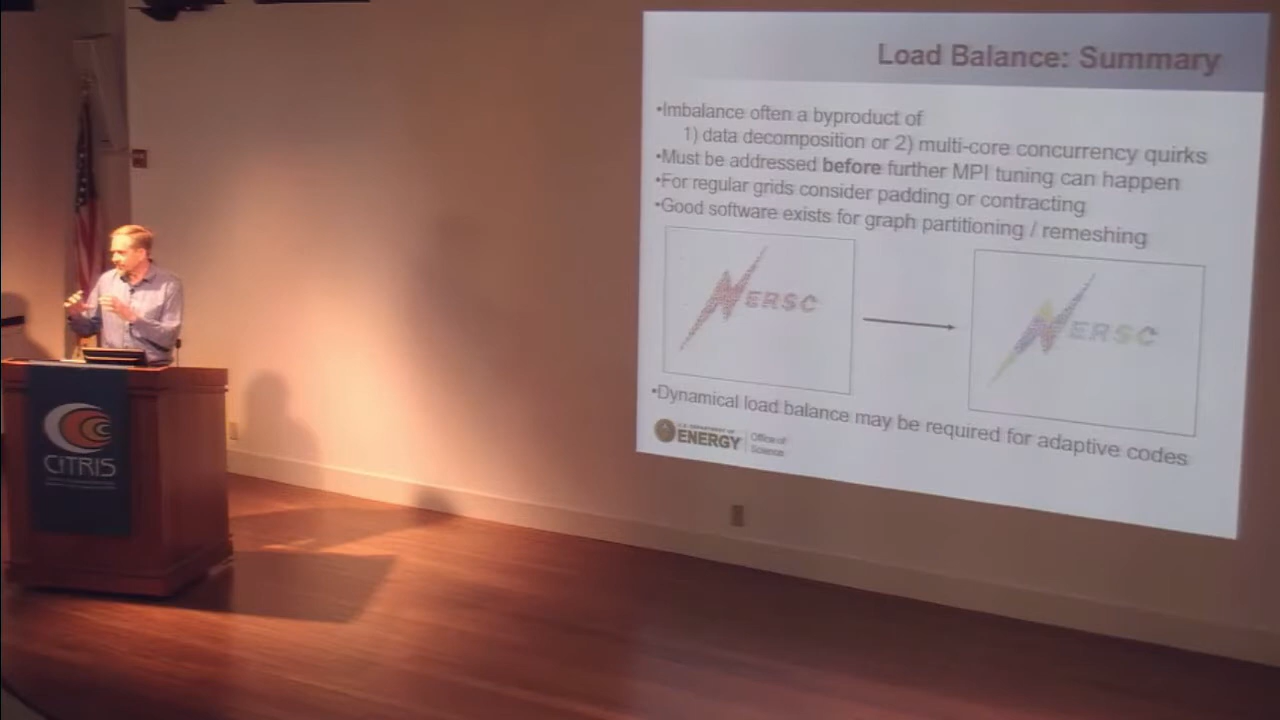 Load Balance: Summary
•Imbalance often a byproduct of
1) data decomposition or 2) multi-core concurrency quirks
•Must be addressed before further MPI tuning can happen
•For regular grids consider padding or contracting
•Good software exists for graph partitioning / remeshing
NERSC
NERSC
•Dynamical load balance may be required for adaptive codes
U.S. DEPARTMENT OF
ENERGY
Office of
Science
CITRIS